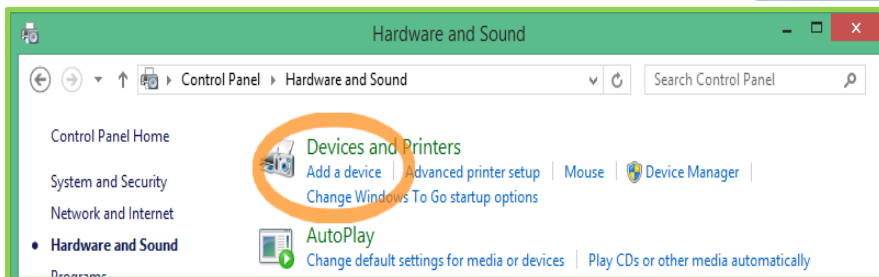 Hardware and Sound
Control Panel Hardware and Sound
Search Control Panel
Control Panel Home
System and Security
Network and Internet
Hardware and Sound
Programs
Devices and Printers
Add a device Advanced printer setup Mouse Device Manager
Change Windows To Go startup options
AutoPlay
Change default settings for media or devices Play CDs or other media automatically